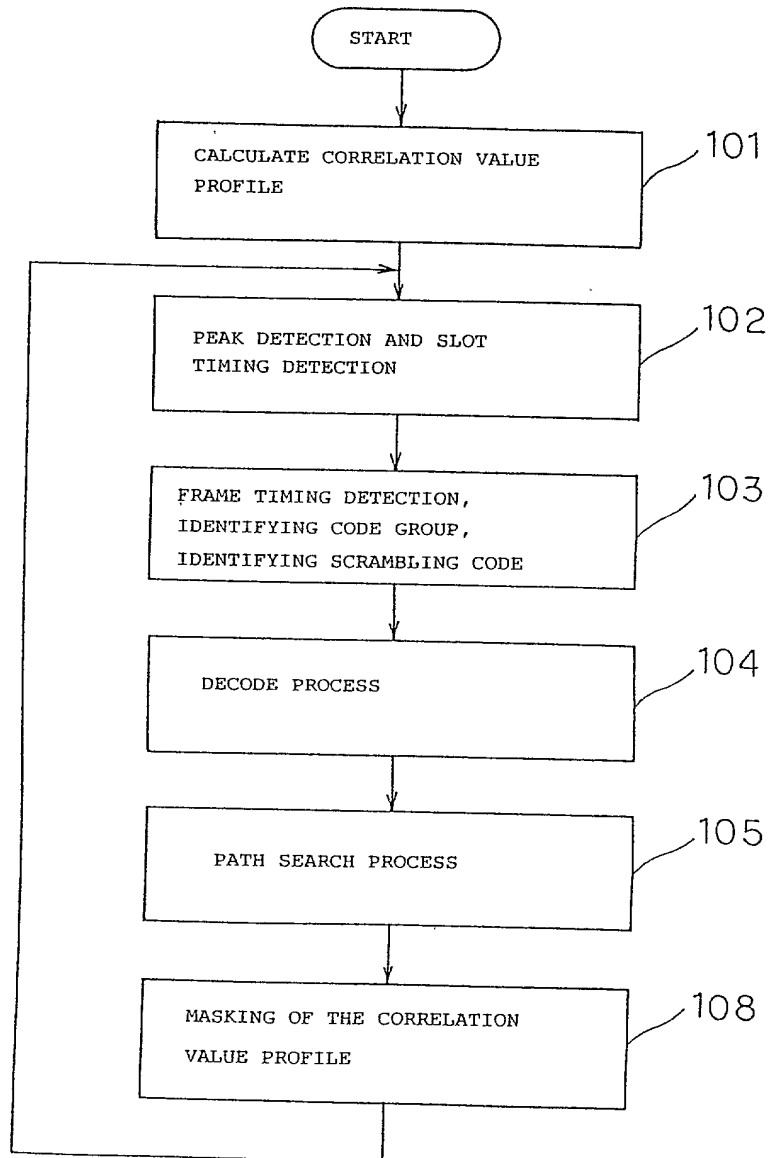 START
CALCULATE CORRELATION VALUE
PROFILE
101
PEAK DETECTION AND SLOT
TIMING DETECTION
102
FRAME TIMING DETECTION,
IDENTIFYING CODE GROUP,
IDENTIFYING SCRAMBLING CODE
103
DECODE PROCESS
104
PATH SEARCH PROCESS
105
MASKING OF THE CORRELATION
VALUE PROFILE
108